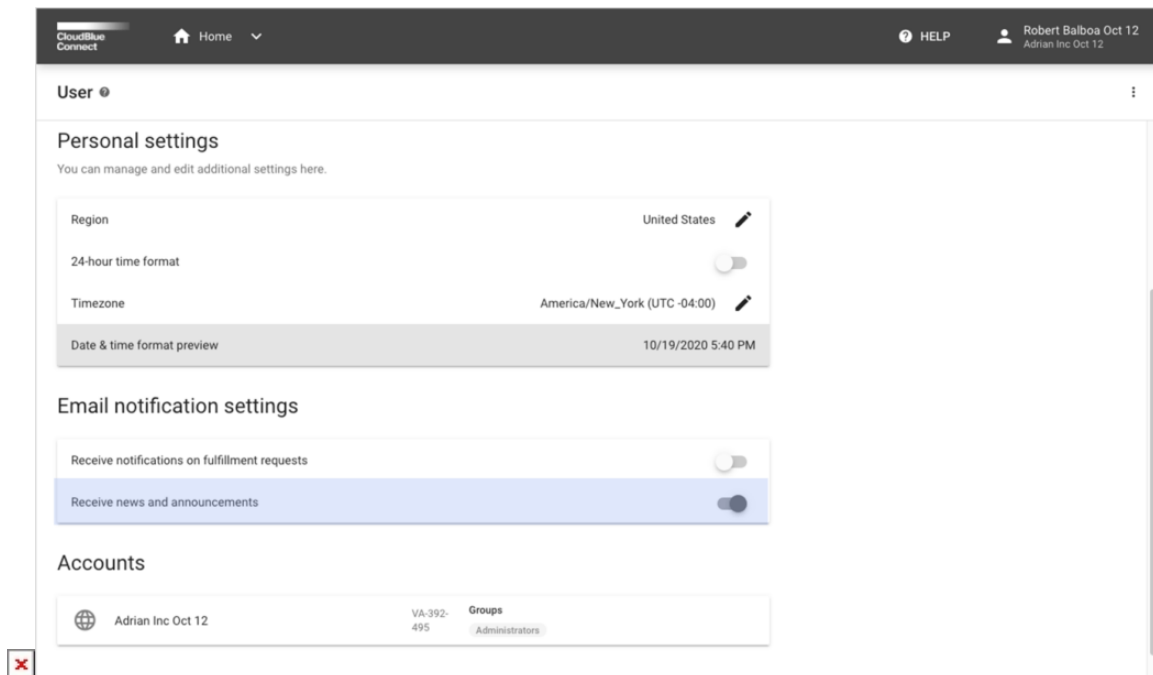 CloudBlue
Connect
Home
HELP
Robert Balboa Oct 12
Adrian Inc Oct 12
User
Personal settings
You can manage and edit additional settings here.
Region United States
24-hour time format
Timezone America/New_York (UTC -04:00)
Date & time format preview 10/19/2020 5:40 PM
Email notification settings
Receive notifications on fulfillment requests
Receive news and announcements
Accounts
Adrian Inc Oct 12
VA-392-
495
Groups
Administrators